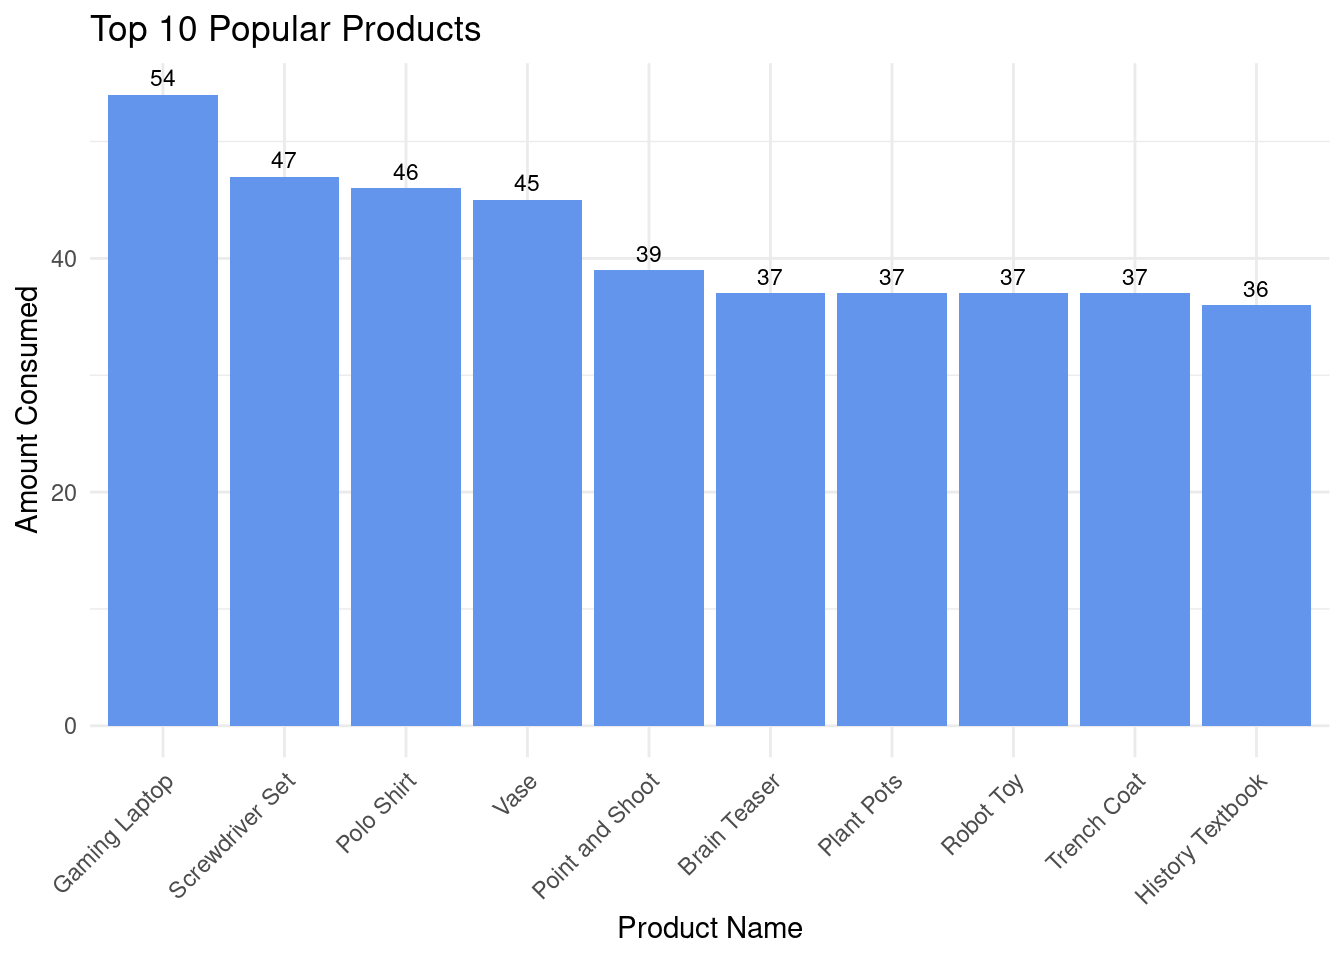 Top 10 Popular Products
54
47
46
45
39
37
37
37
37
36
Amount Consumed
40
20
0
Gaming Laptop
Screwdriver Set
Polo Shirt
Vase
Point and Shoot
Brain Teaser
Plant Pots
Robot Toy
Trench Coat
History Textbook
Product Name